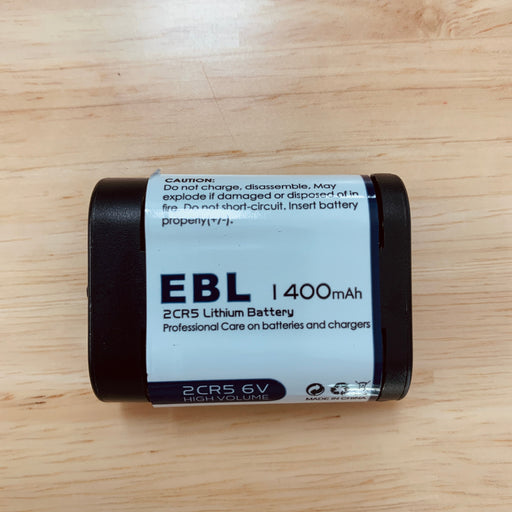 CAUTION:
Do not charge, disassemble, May
explode if damaged or disposed of in
fire. Do not short-circuit. Insert battery
properly(+/-).
EBL 1400mAh
2CR5 Lithium Battery
Professional Care on batteries and chargers
2CR5 6V
HIGH VOLUME
MADE IN CHINA